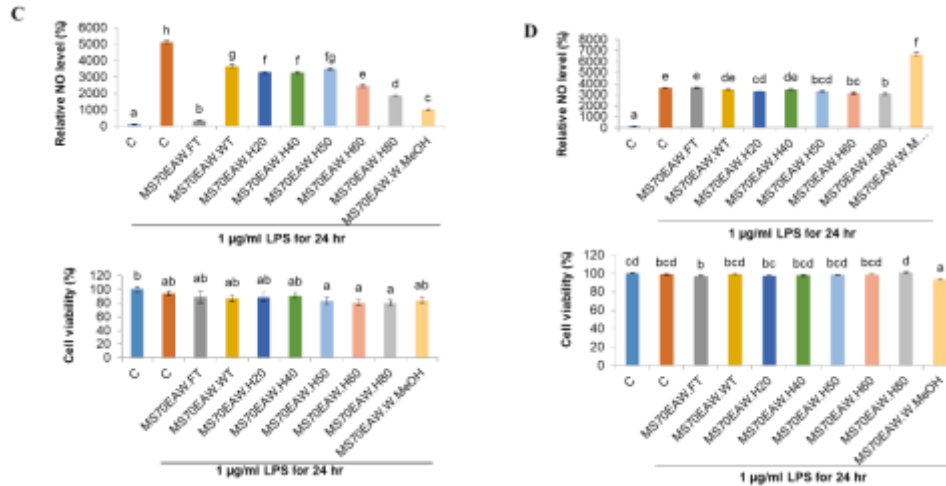 C
Relative NO level (%)
6000
5000
4000
3000
2000
1000
0
a
h
b
g
f
f
fg
e
d
c
C
C
MS70EAW.FT
MS70EAW.WT
MS70EAW.H20
MS70EAW.H40
MS70EAW.H50
MS70EAW.H60
MS70EAW.H80
MS70EAW.W.MeOH
1 µg/ml LPS for 24 hr
Cell viability (%)
120
100
80
60
40
20
0
b
ab
ab
ab
ab
ab
a
a
a
ab
C
C
MS70EAW.FT
MS70EAW.WT
MS70EAW.H20
MS70EAW.H40
MS70EAW.H50
MS70EAW.H60
MS70EAW.H80
MS70EAW.W.MeOH
1 µg/ml LPS for 24 hr
D
Relative NO level (%)
8000
7000
6000
5000
4000
3000
2000
1000
0
a
e
e
de
cd
de
bcd
bc
b
f
C
C
MS70EAW.FT
MS70EAW.WT
MS70EAW.H20
MS70EAW.H40
MS70EAW.H50
MS70EAW.H60
MS70EAW.H80
MS70EAW.W.M...
1 µg/ml LPS for 24 hr
Cell viability (%)
120
100
80
60
40
20
0
cd
bcd
b
bcd
bc
bcd
bcd
bcd
d
a
C
C
MS70EAW.FT
MS70EAW.WT
MS70EAW.H20
MS70EAW.H40
MS70EAW.H50
MS70EAW.H60
MS70EAW.H80
MS70EAW.W.MeOH
1 µg/ml LPS for 24 hr